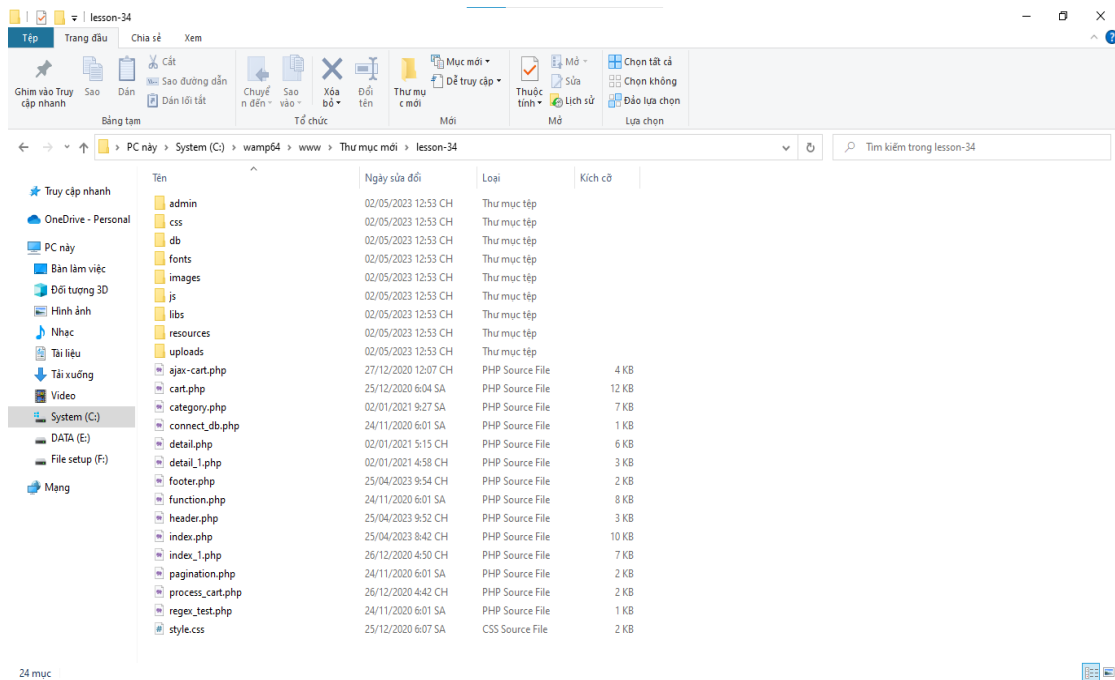 lesson-34
Tệp Trang đầu Chia sẻ Xem
Ghim vào Truy cập nhanh
Sao
Dán
Cắt
Sao đường dẫn
Dán lối tắt
Bảng tạm
Chuyển đến
Sao vào
Xóa bỏ
Đổi tên
Tổ chức
Thư mục mới
Mục mới
Dễ truy cập
Mới
Thuộc tính
Mở
Sửa
Lịch sử
Mở
Chọn tất cả
Chọn không
Đảo lựa chọn
Lựa chọn
PC này System (C:) wamp64 www Thư mục mới lesson-34
Tìm kiếm trong lesson-34
Truy cập nhanh
OneDrive - Personal
PC này
Bàn làm việc
Đối tượng 3D
Hình ảnh
Nhạc
Tài liệu
Tải xuống
Video
System (C:)
DATA (E:)
File setup (F:)
Mạng
Tên Ngày sửa đổi Loại Kích cỡ
admin 02/05/2023 12:53 CH Thư mục tệp
css 02/05/2023 12:53 CH Thư mục tệp
db 02/05/2023 12:53 CH Thư mục tệp
fonts 02/05/2023 12:53 CH Thư mục tệp
images 02/05/2023 12:53 CH Thư mục tệp
js 02/05/2023 12:53 CH Thư mục tệp
libs 02/05/2023 12:53 CH Thư mục tệp
resources 02/05/2023 12:53 CH Thư mục tệp
uploads 02/05/2023 12:53 CH Thư mục tệp
ajax-cart.php 27/12/2020 12:07 CH PHP Source File 4 KB
cart.php 25/12/2020 6:04 SA PHP Source File 12 KB
category.php 02/01/2021 9:27 SA PHP Source File 7 KB
connect_db.php 24/11/2020 6:01 SA PHP Source File 1 KB
detail.php 02/01/2021 5:15 CH PHP Source File 6 KB
detail_1.php 02/01/2021 4:58 CH PHP Source File 3 KB
footer.php 25/04/2023 9:54 CH PHP Source File 2 KB
function.php 24/11/2020 6:01 SA PHP Source File 8 KB
header.php 25/04/2023 9:52 CH PHP Source File 3 KB
index.php 25/04/2023 8:42 CH PHP Source File 10 KB
index_1.php 26/12/2020 4:50 CH PHP Source File 7 KB
pagination.php 24/11/2020 6:01 SA PHP Source File 2 KB
process_cart.php 26/12/2020 4:42 CH PHP Source File 2 KB
regex_test.php 24/11/2020 6:01 SA PHP Source File 1 KB
style.css 25/12/2020 6:07 SA CSS Source File 2 KB
24 mục